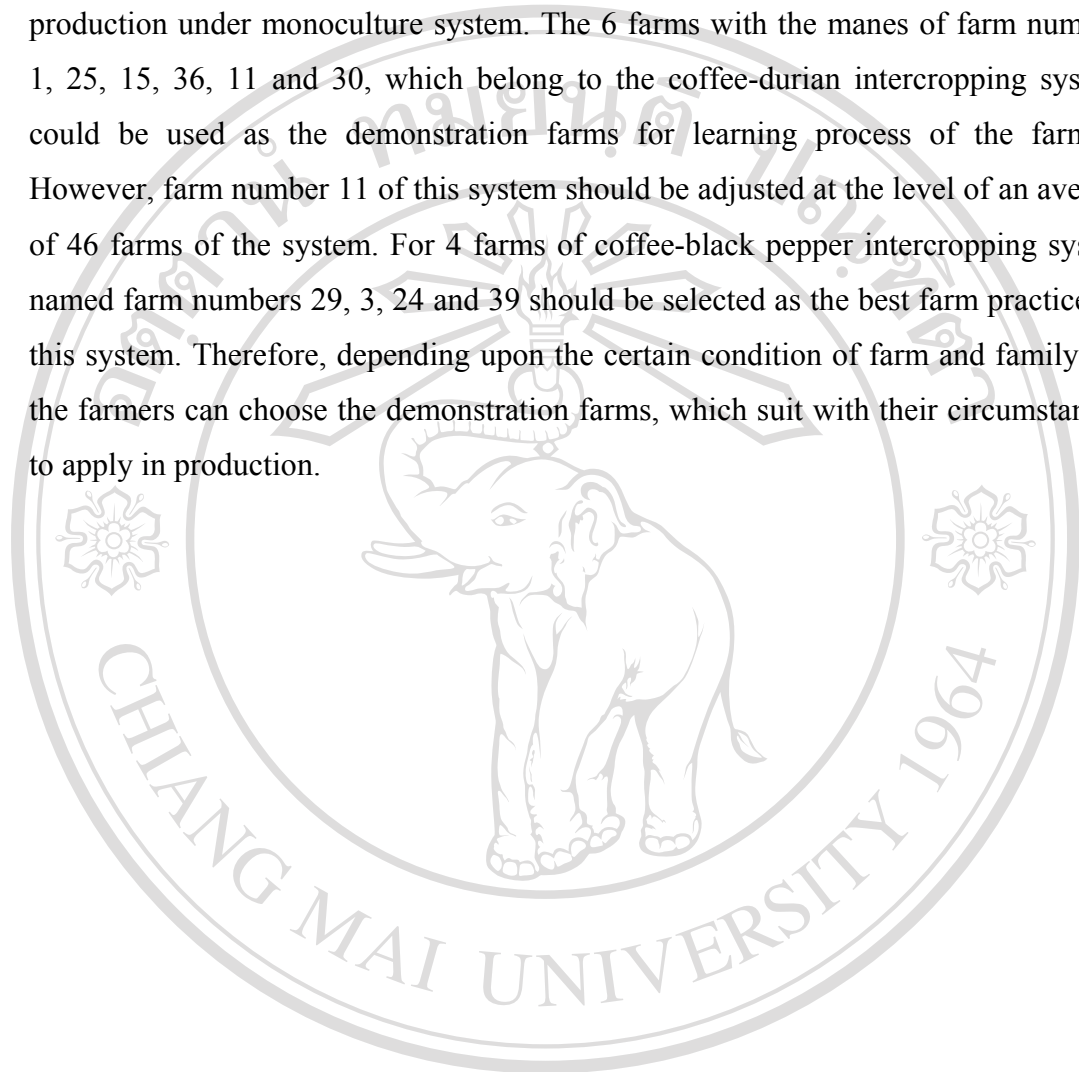 production under monoculture system. The 6 farms with the manes of farm num
1, 25, 15, 36, 11 and 30, which belong to the coffee-durian intercropping sys
could be used as the demonstration farms for learning process of the farm
However, farm number 11 of this system should be adjusted at the level of an ave
of 46 farms of the system. For 4 farms of coffee-black pepper intercropping sys
named farm numbers 29, 3, 24 and 39 should be selected as the best farm practice
this system. Therefore, depending upon the certain condition of farm and family
the farmers can choose the demonstration farms, which suit with their circumstan
to apply in production.
CHIANG MAI UNIVERSITY 1964